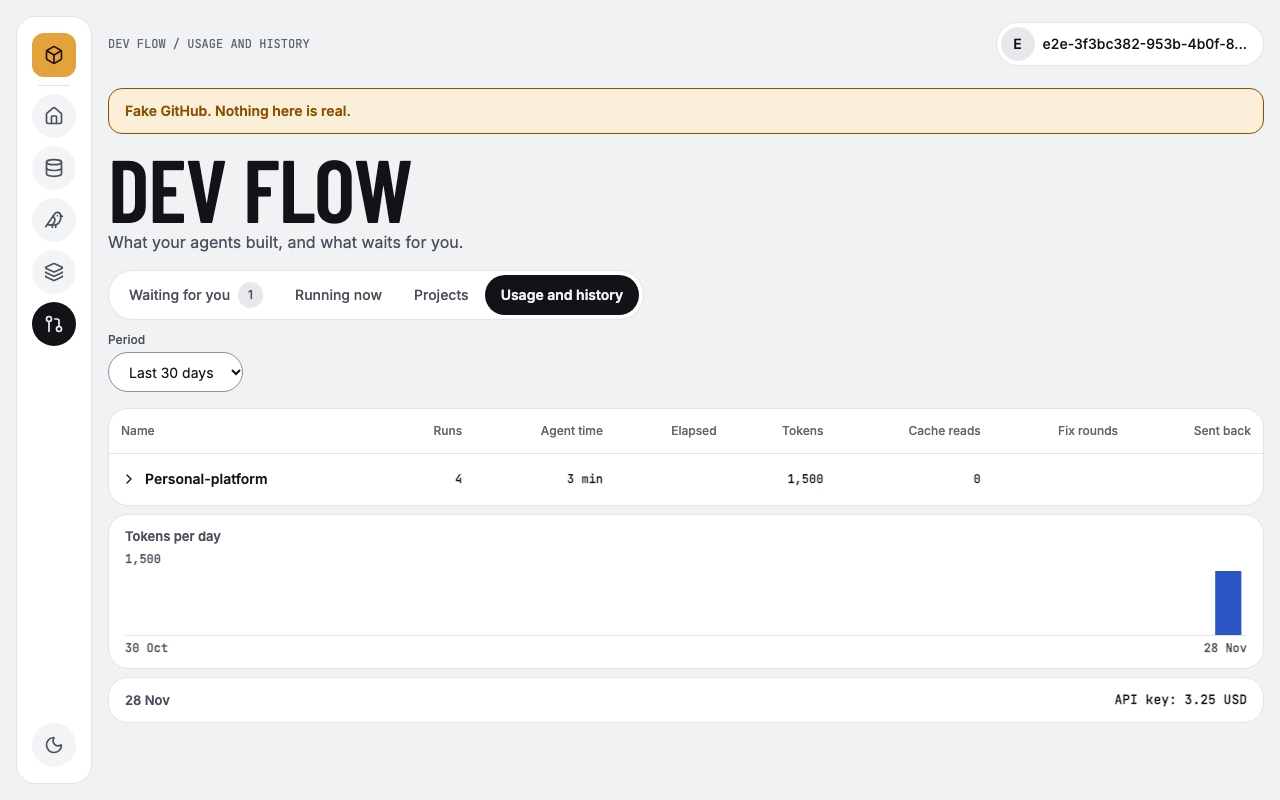 DEV FLOW / USAGE AND HISTORY
E e2e-3f3bc382-953b-4b0f-8...
Fake GitHub. Nothing here is real.
DEV FLOW
What your agents built, and what waits for you.
Waiting for you 1 Running now Projects Usage and history
Period
Last 30 days
Name Runs Agent time Elapsed Tokens Cache reads Fix rounds Sent back
Personal-platform 4 3 min 1,500 0
Tokens per day
1,500
30 Oct 28 Nov
28 Nov API key: 3.25 USD